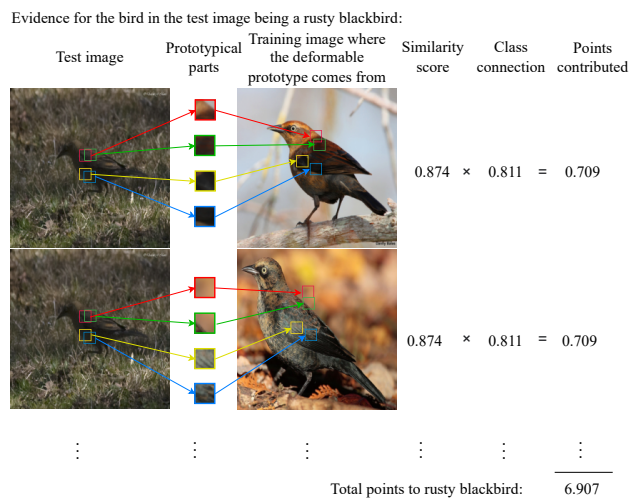 Evidence for the bird in the test image being a rusty blackbird:
Test image
Prototypical
parts
Training image where
the deformable
prototype comes from
Similarity
score
Class
connection
Points
contributed
0.874 × 0.811 = 0.709
0.874 × 0.811 = 0.709
⋮ ⋮ ⋮ ⋮ ⋮ ⋮
Total points to rusty blackbird: 6.907